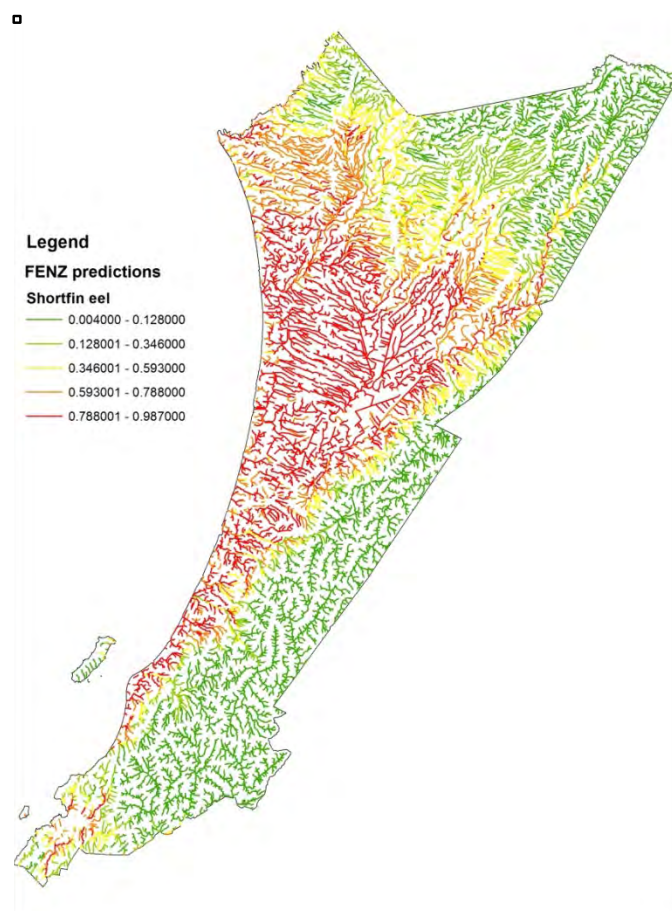 Legend
FENZ predictions
Shortfin eel
0.004000 - 0.128000
0.128001 - 0.346000
0.346001 - 0.593000
0.593001 - 0.788000
0.788001 - 0.987000